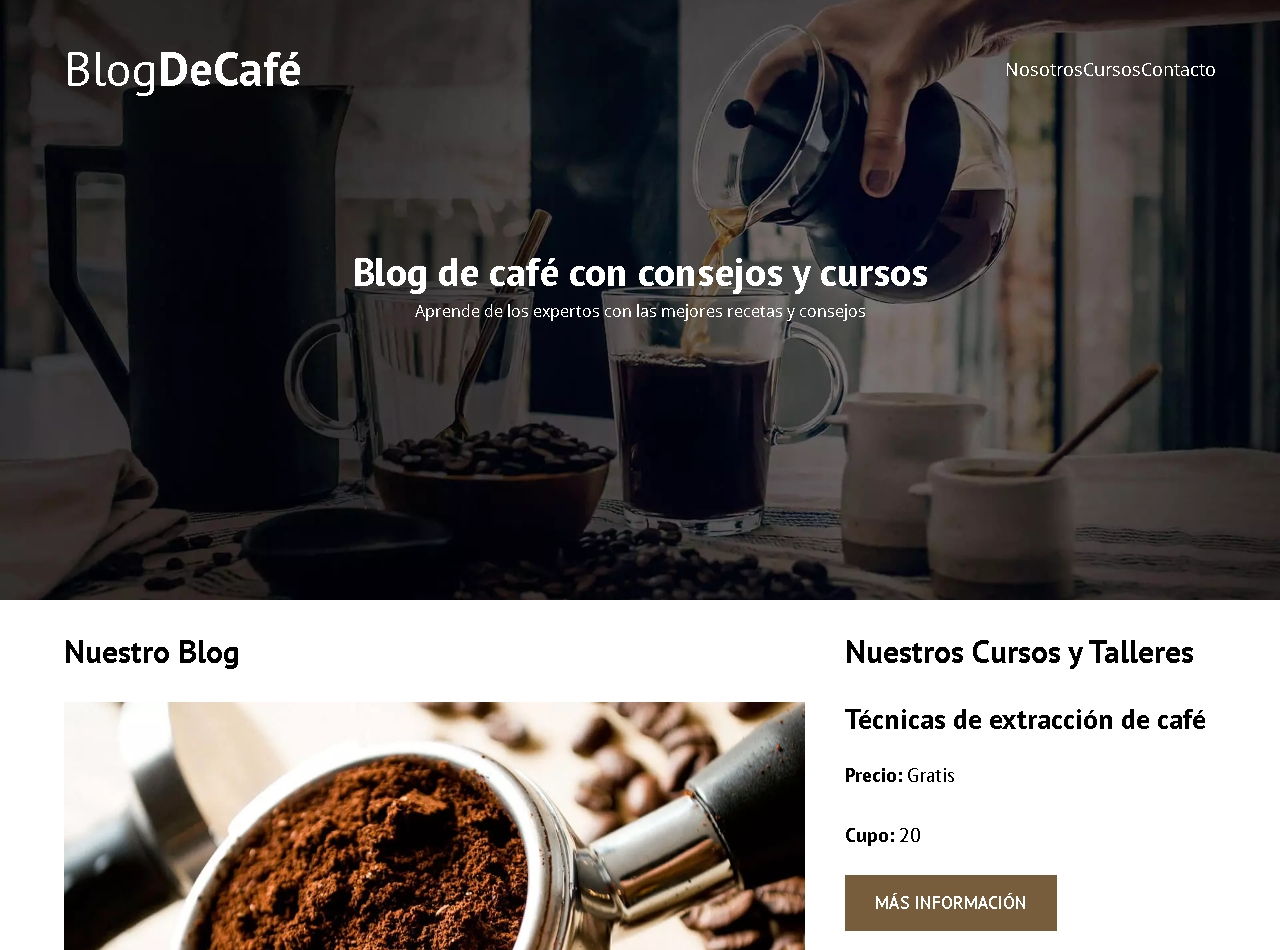 BlogDeCafé
NosotrosCursosContacto
Blog de café con consejos y cursos
Aprende de los expertos con las mejores recetas y consejos
Nuestro Blog
Nuestros Cursos y Talleres
Técnicas de extracción de café
Precio: Gratis
Cupo: 20
MÁS INFORMACIÓN